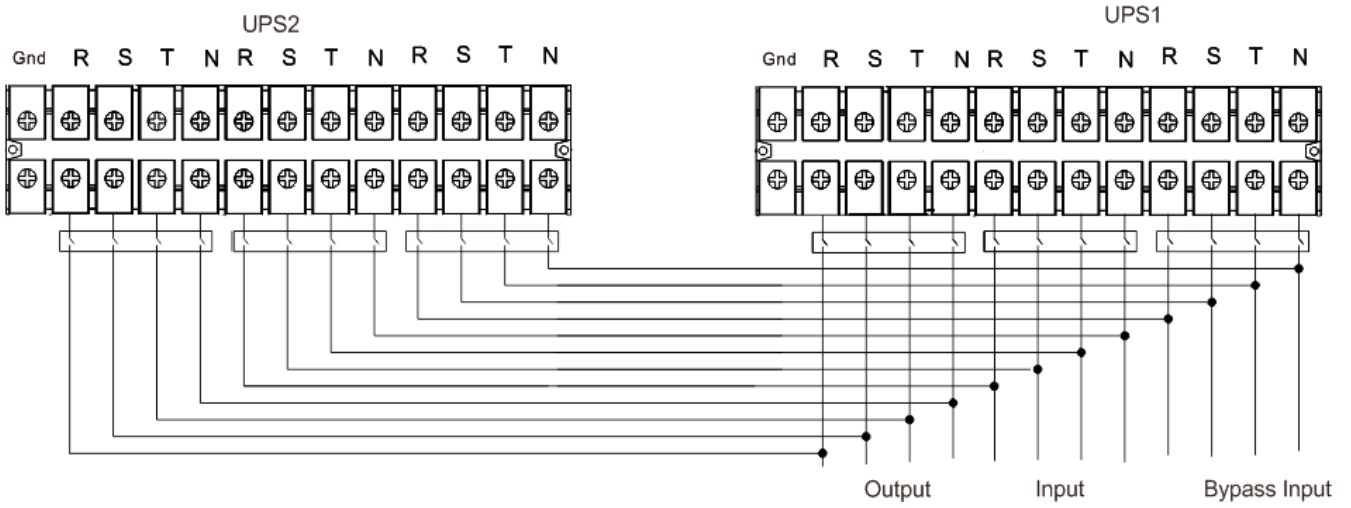 UPS2
UPS1
Gnd R S T N R S T N R S T N
Gnd R S T N R S T N R S T N
Output Input Bypass Input